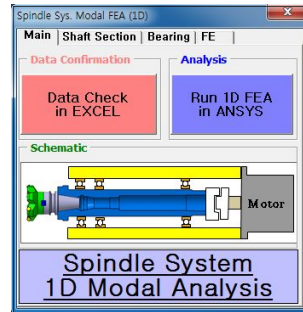 Spindle Sys. Modal FEA (1D)
Main
Shaft Section
Bearing
FE
Data Confirmation
Analysis
Data Check
in EXCEL
Run 1D FEA
in ANSYS
Schematic
Motor
Spindle System
1D Modal Analysis